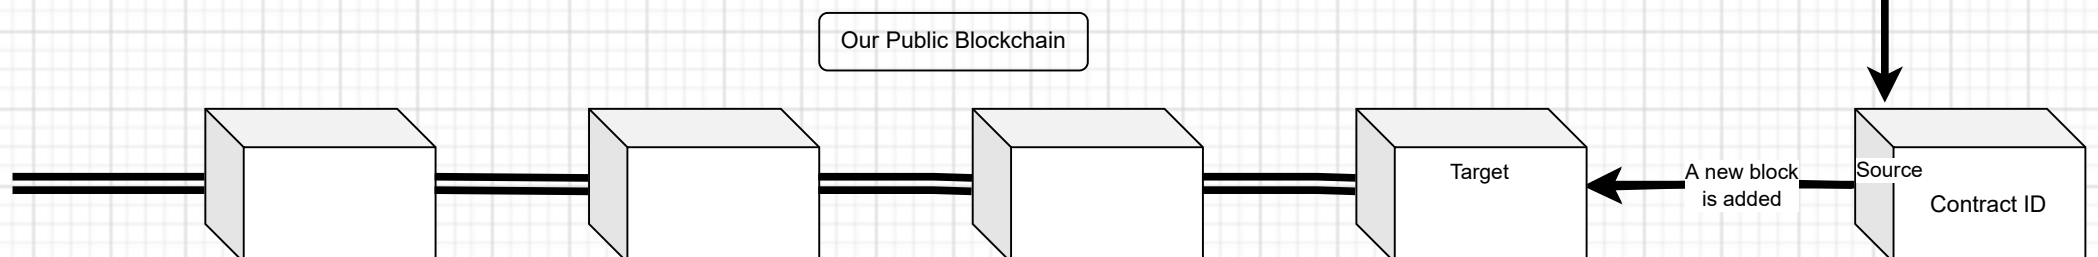 Our Public Blockchain
Target
A new block
is added
Source
Contract ID